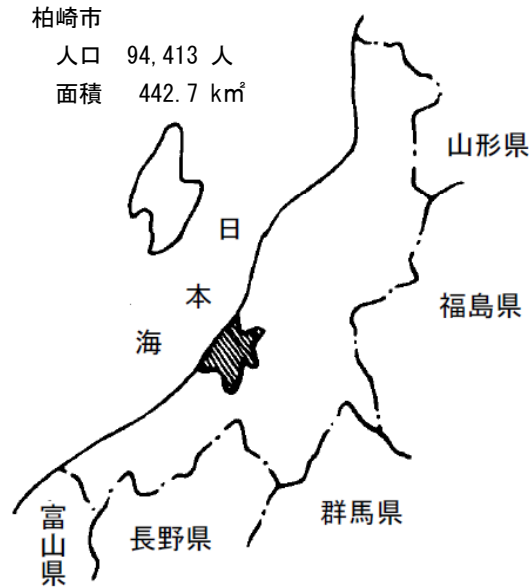 柏崎市
人口 94,413 人
面積 442.7 k㎡
山形県
日本海
福島県
群馬県
長野県
富山県